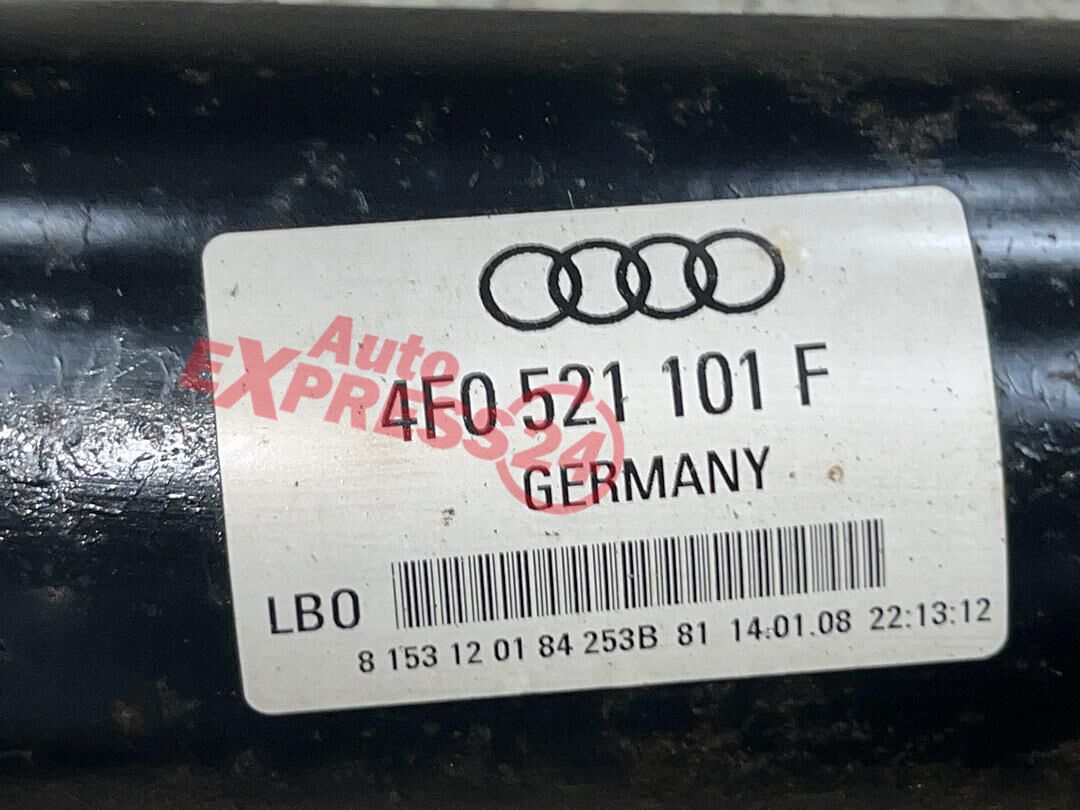 4F0 521 101 F
Auto
EXPRESS24
GERMANY
LB0
8 153 12 01 84 253B 81 14.01.08 22:13:12